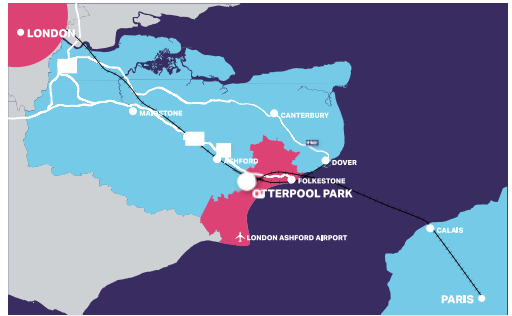 LONDON
CANTERBURY
MAIDSTONE
ASHFORD
DOVER
FOLKESTONE
OTTERPOOL PARK
LONDON ASHFORD AIRPORT
CALAIS
PARIS